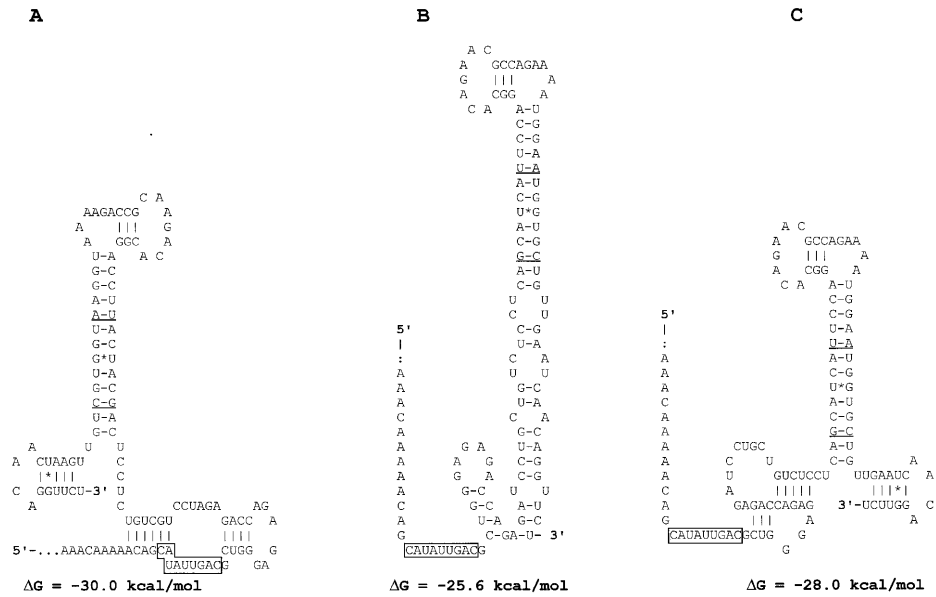 A
C A
AAGACCG A
A ||| G
A GGC A
U-A A C
G-C
G-C
A-U
A-U
U-A
G-C
G*U
U-A
G-C
C-G
U-A
G-C
A U U
A CUAAGU C
|*||| C
C GGUUCU-3' U
A C CCUAGA AG
UGUCGU GACC A
|||||| ||||
5'-...AAACAAAAACAGCA CUGG G
UAUUGACG GA
ΔG = -30.0 kcal/mol
B
A C
A GCCAGAA
G ||| A
A CGG A
C A A-U
C-G
C-G
U-A
U-A
A-U
C-G
U*G
A-U
C-G
G-C
A-U
C-G
5'
|
:
A
A
A
C
A
A
A
A
A
C
A
G
CAUAUUGACG
C-GA-U- 3'
ΔG = -25.6 kcal/mol
C
A C
A GCCAGAA
G ||| A
A CGG A
C A A-U
C-G
C-G
U-A
U-A
A-U
C-G
U*G
A-U
C-G
G-C
A-U
C-G
5'
|
:
A
A
A
C
A
A
A
A
A
C
A
G
CUGC
C U GUCUCCU UUGAAUC A
U ||||| |||*| A
A GAGACCAGAG 3'-UCUUGG C
||| A A
CAUAUUGACGCUGG G
G
ΔG = -28.0 kcal/mol